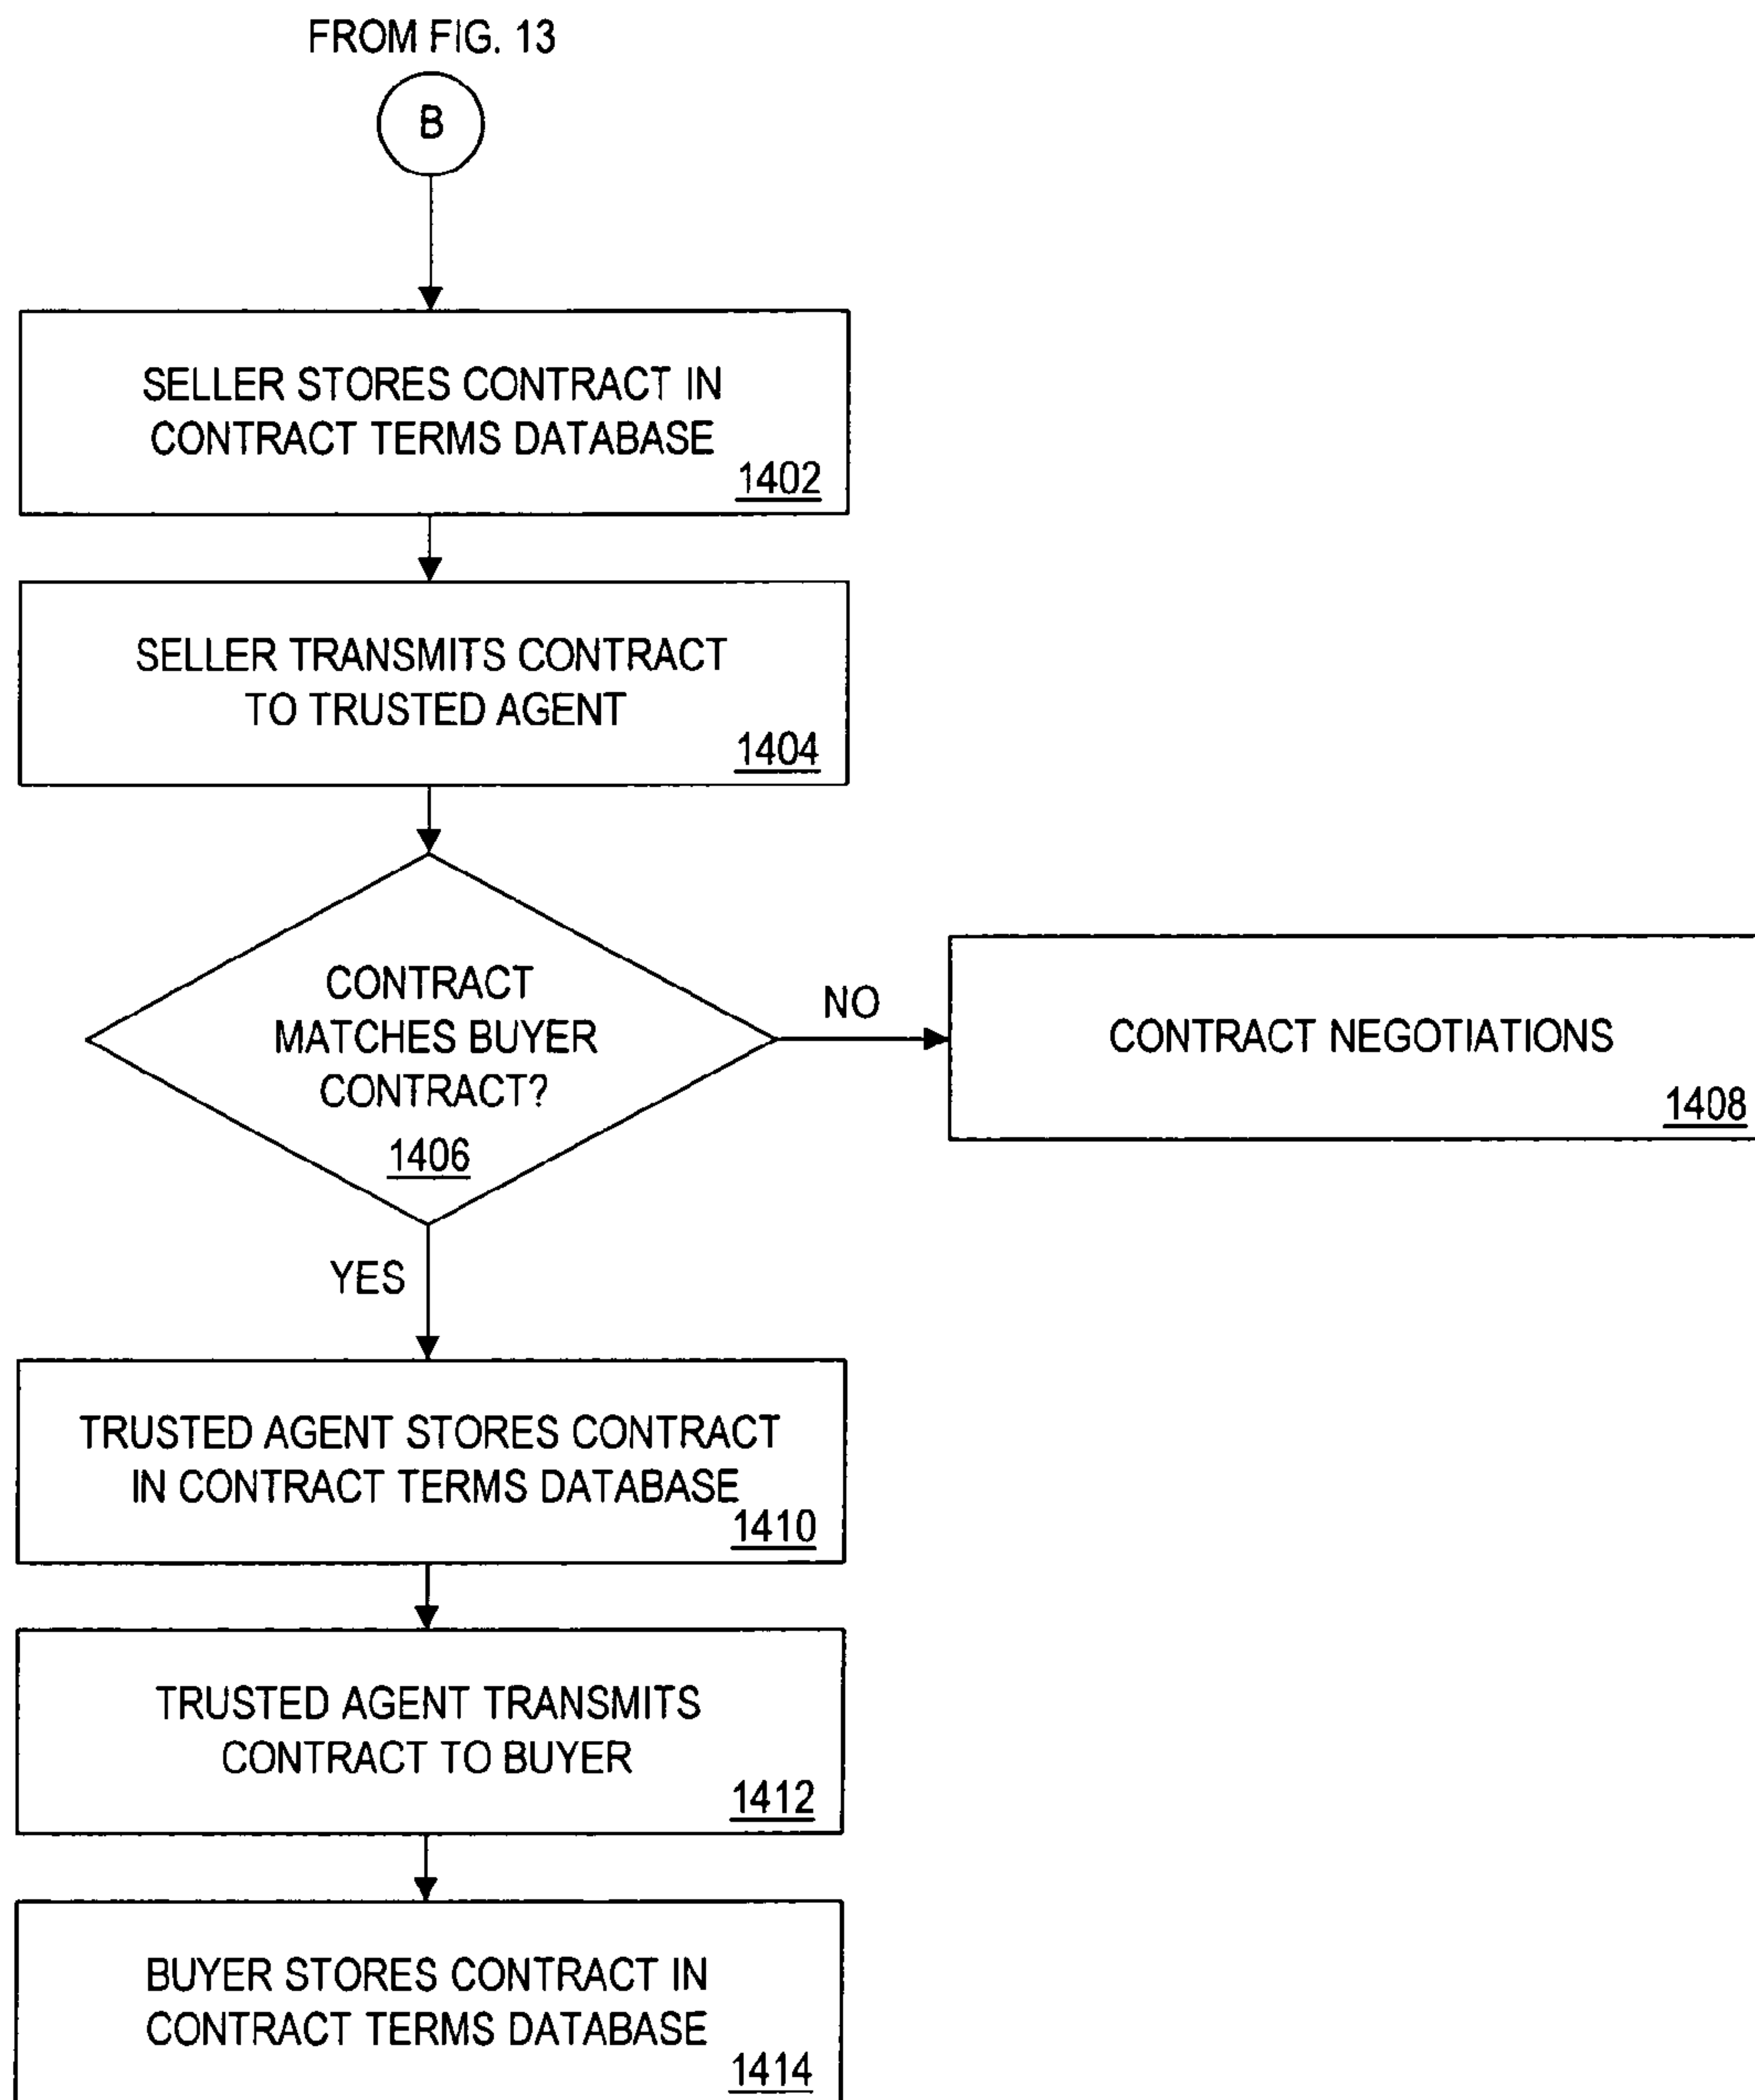 FROM FIG. 13
B
SELLER STORES CONTRACT IN
CONTRACT TERMS DATABASE
1402
SELLER TRANSMITS CONTRACT
TO TRUSTED AGENT
1404
CONTRACT
MATCHES BUYER
CONTRACT?
1406
NO
CONTRACT NEGOTIATIONS
1408
YES
TRUSTED AGENT STORES CONTRACT
IN CONTRACT TERMS DATABASE
1410
TRUSTED AGENT TRANSMITS
CONTRACT TO BUYER
1412
BUYER STORES CONTRACT IN
CONTRACT TERMS DATABASE
1414